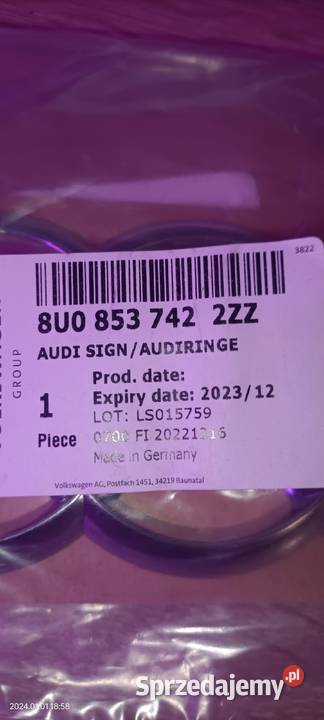 3822
8U0 853 742 2ZZ
AUDI SIGN/AUDIRINGE
GROUP
Prod. date:
Expiry date: 2023/12
1
LOT: LS015759
Piece
0700 FI 20221216
Made in Germany
Volkswagen AG, Postfach 1451, 34219 Baunatal
2024.01.01 18:58
Sprzedajemy.pl